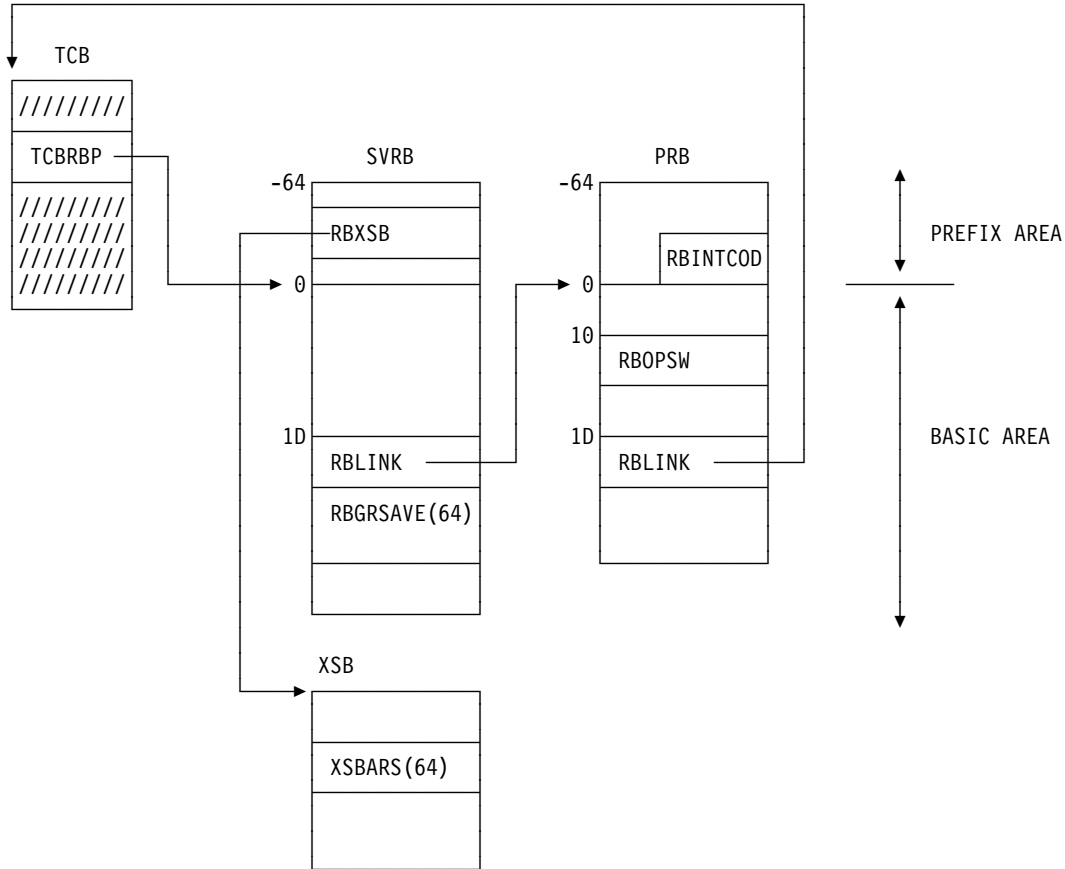 TCB
/////////
TCBRBP
/////////
/////////
/////////
/////////
SVRB
-64
RBXSB
0
1D
RBLINK
RBGRSAVE(64)
PRB
-64
RBINTCOD
0
10
RBOPSW
1D
RBLINK
PREFIX AREA
BASIC AREA
XSB
XSBARS(64)